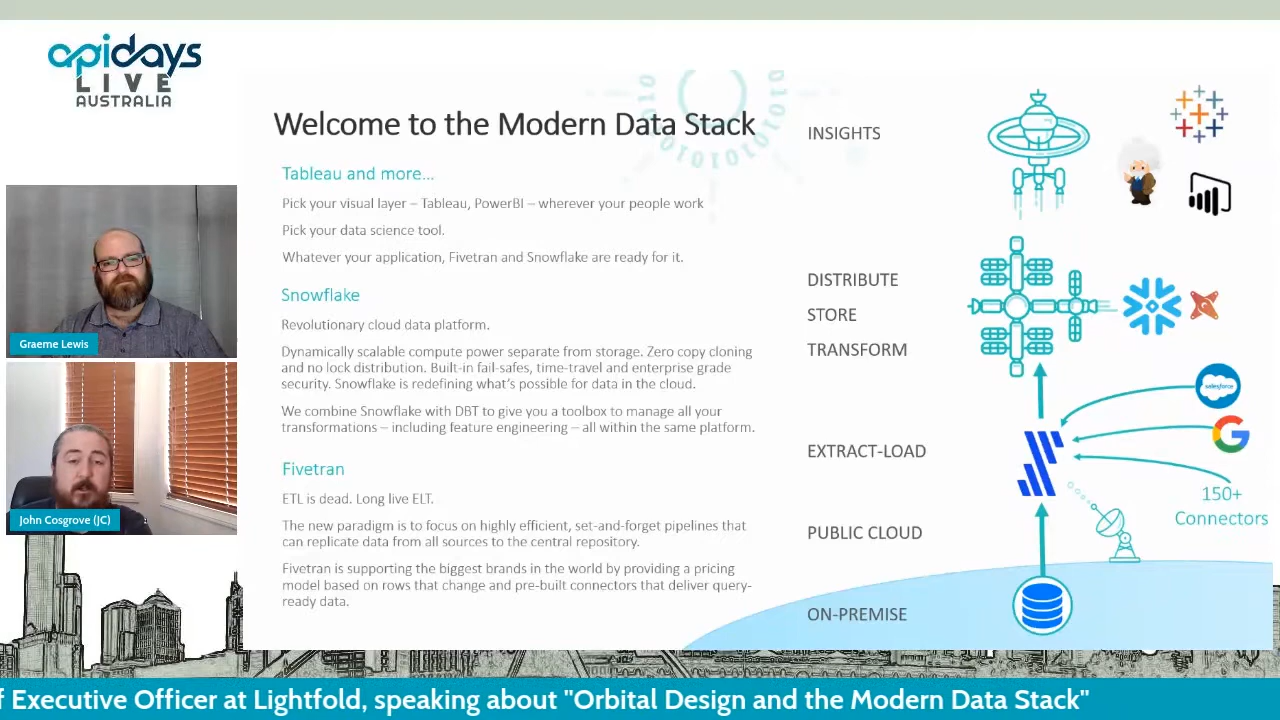 apidays
LIVE
AUSTRALIA
Graeme Lewis
John Cosgrove (JC)
Welcome to the Modern Data Stack
Tableau and more...
Pick your visual layer – Tableau, PowerBI – wherever your people work
Pick your data science tool.
Whatever your application, Fivetran and Snowflake are ready for it.
Snowflake
Revolutionary cloud data platform.
Dynamically scalable compute power separate from storage. Zero copy cloning
and no lock distribution. Built-in fail-safes, time-travel and enterprise grade
security. Snowflake is redefining what's possible for data in the cloud.
We combine Snowflake with DBT to give you a toolbox to manage all your
transformations – including feature engineering – all within the same platform.
Fivetran
ETL is dead. Long live ELT.
The new paradigm is to focus on highly efficient, set-and-forget pipelines that
can replicate data from all sources to the central repository.
Fivetran is supporting the biggest brands in the world by providing a pricing
model based on rows that change and pre-built connectors that deliver query-
ready data.
INSIGHTS
DISTRIBUTE
STORE
TRANSFORM
salesforce
EXTRACT-LOAD
150+
Connectors
PUBLIC CLOUD
ON-PREMISE
f Executive Officer at Lightfold, speaking about "Orbital Design and the Modern Data Stack"